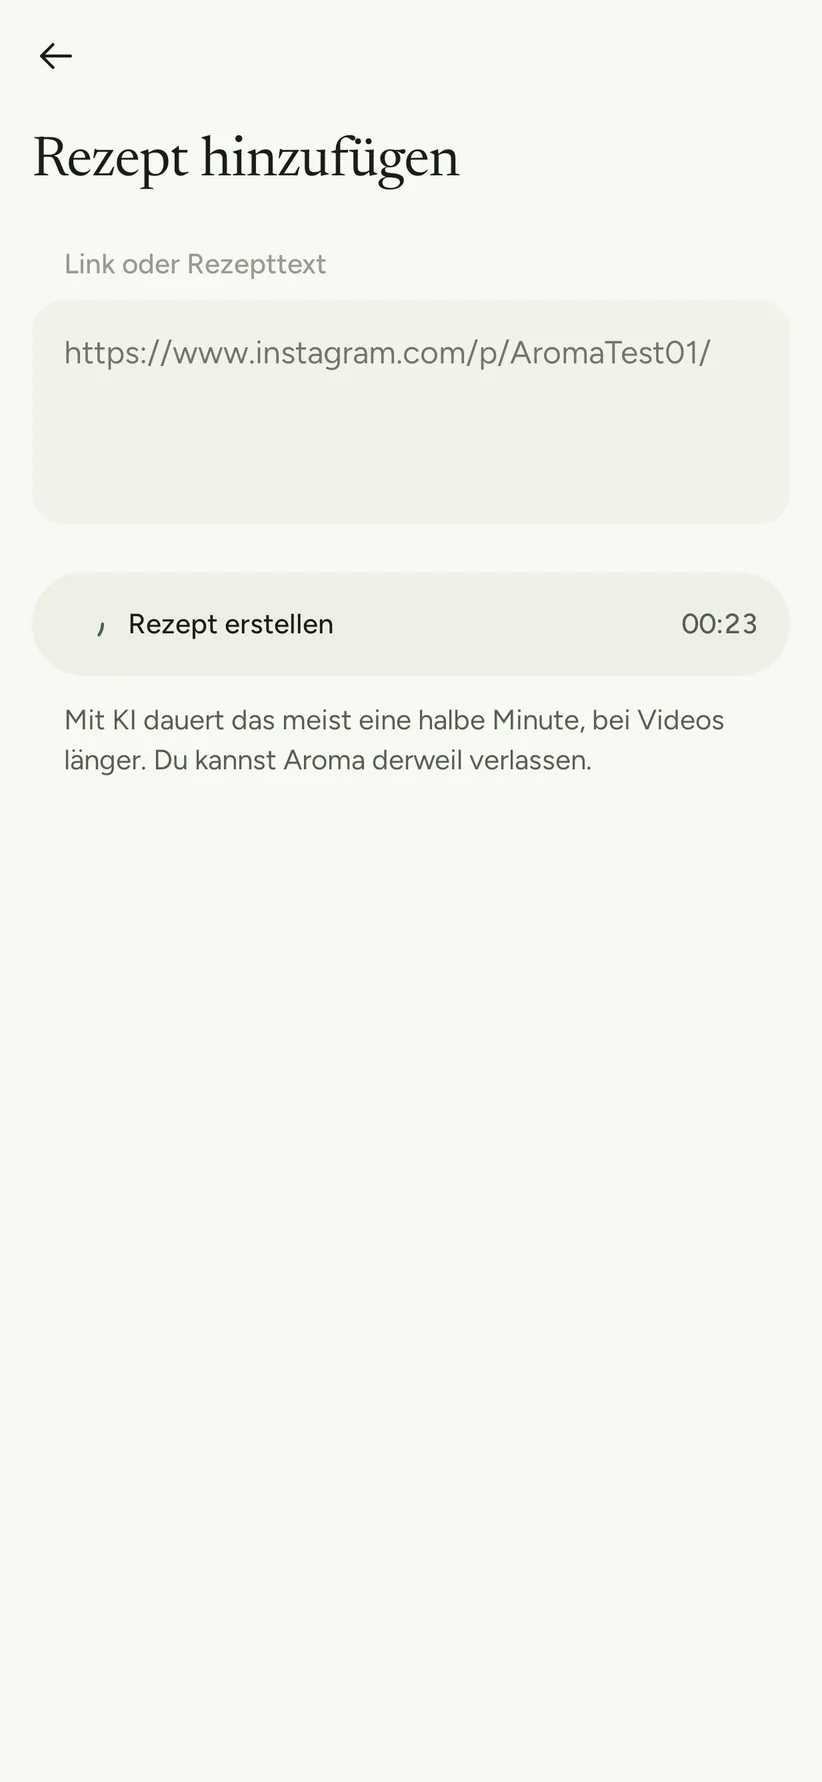 Rezept hinzufügen
Link oder Rezepttext
https://www.instagram.com/p/AromaTest01/
Rezept erstellen 00:23
Mit KI dauert das meist eine halbe Minute, bei Videos
länger. Du kannst Aroma derweil verlassen.